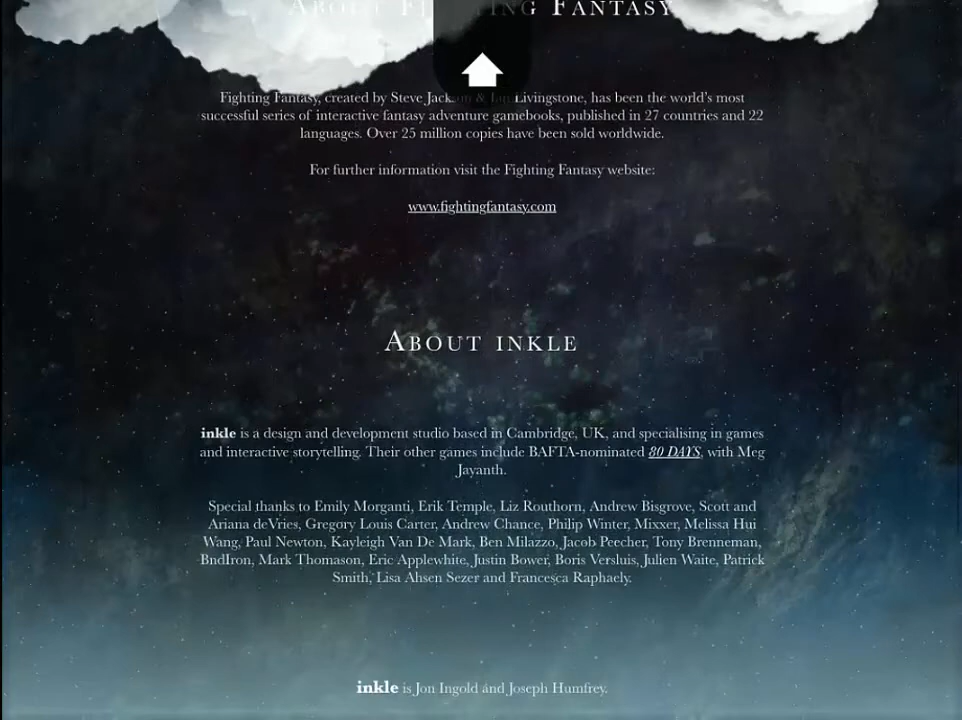 About Fighting Fantasy
Fighting Fantasy, created by Steve Jackson & Ian Livingstone, has been the world's most
successful series of interactive fantasy adventure gamebooks, published in 27 countries and 22
languages. Over 25 million copies have been sold worldwide.
For further information visit the Fighting Fantasy website:
www.fightingfantasy.com
About inkle
inkle is a design and development studio based in Cambridge, UK, and specialising in games
and interactive storytelling. Their other games include BAFTA-nominated 80 DAYS, with Meg
Jayanth.
Special thanks to Emily Morganti, Erik Temple, Liz Routhorn, Andrew Bisgrove, Scott and
Ariana deVries, Gregory Louis Carter, Andrew Chance, Philip Winter, Mixxer, Melissa Hui
Wang, Paul Newton, Kayleigh Van De Mark, Ben Milazzo, Jacob Peecher, Tony Brenneman,
BndIron, Mark Thomason, Eric Applewhite, Justin Bower, Boris Versluis, Julien Waite, Patrick
Smith, Lisa Ahsen Sezer and Francesca Raphaely.
inkle is Jon Ingold and Joseph Humfrey.